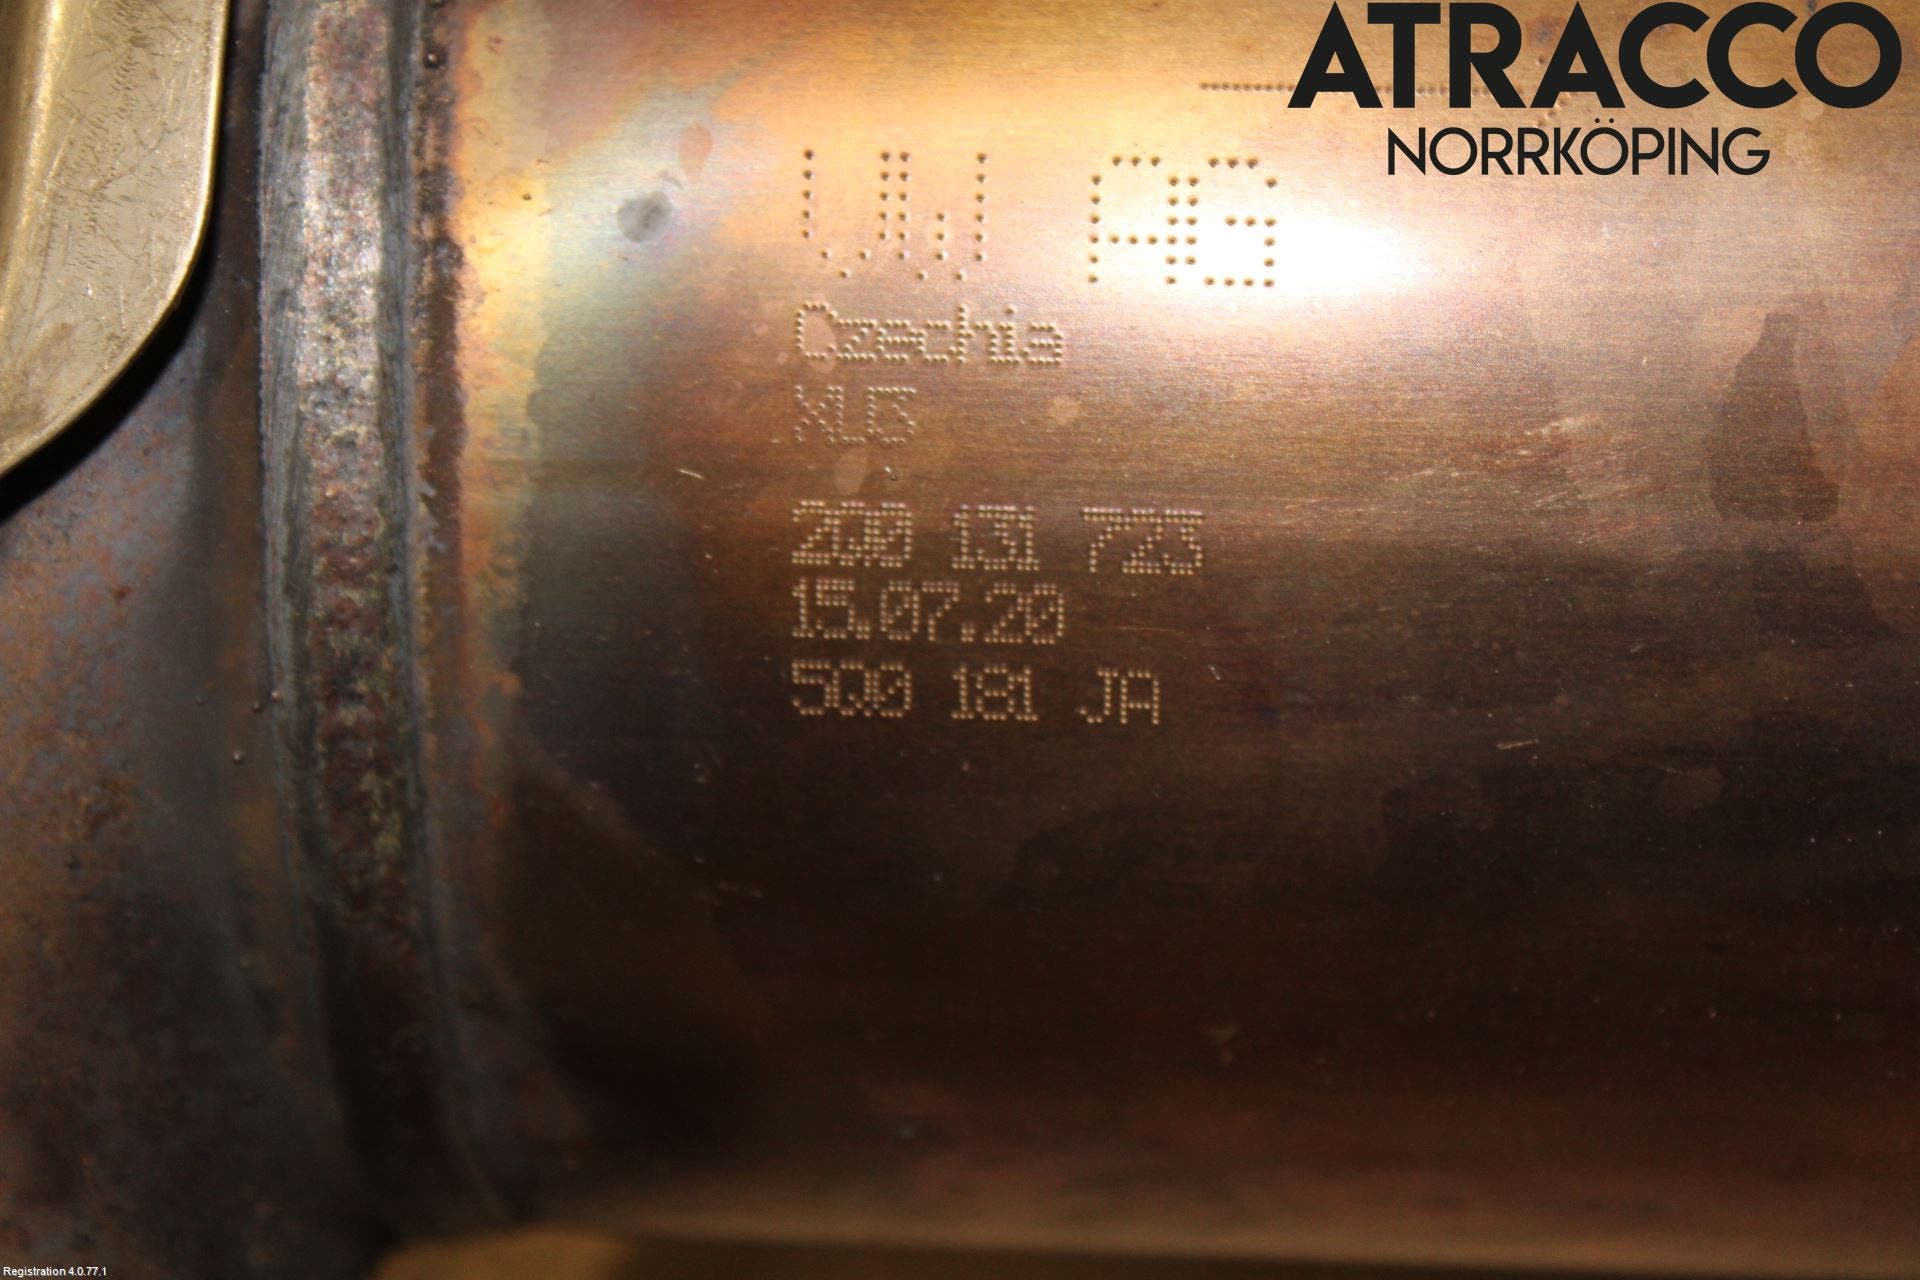 ATRACCO
NORRKÖPING
VW AG
Czechia
2Q0 131 723
15.07.20
5Q0 181 JA
Registration 4.0.77.1